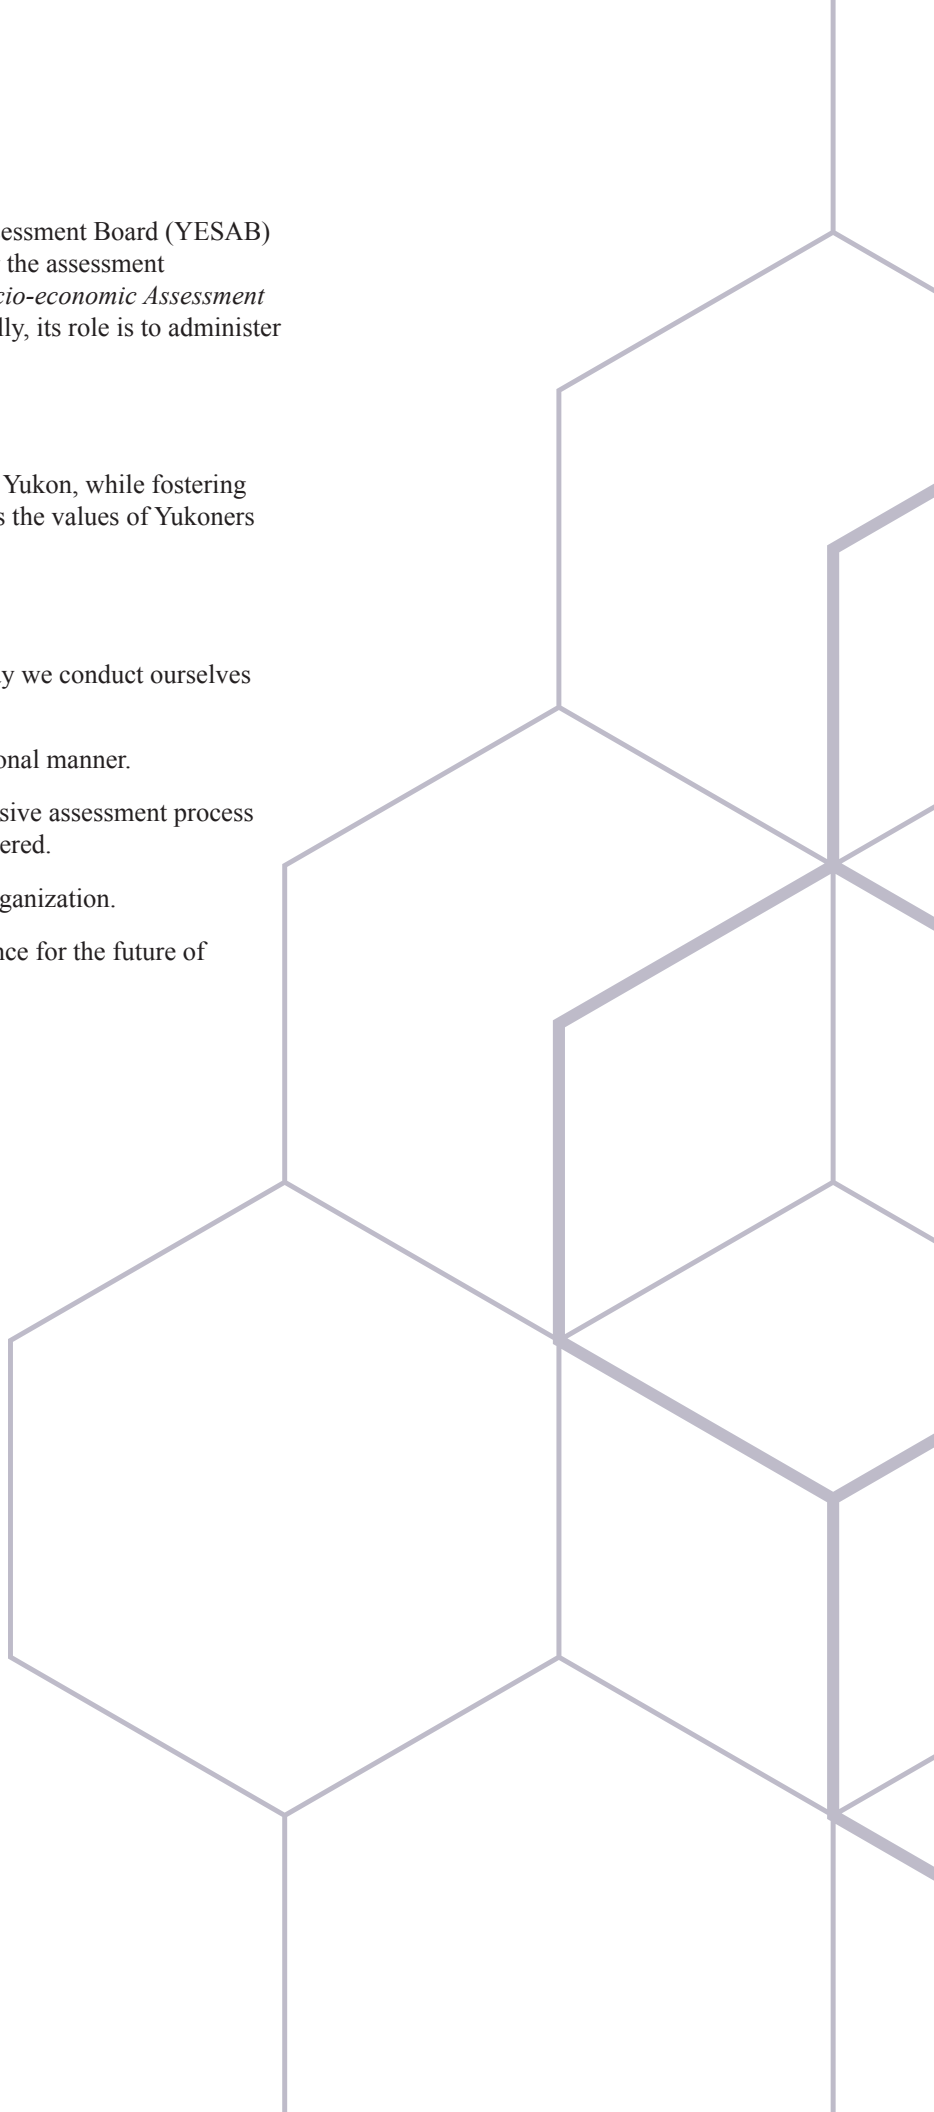 essment Board (YESAB)
the assessment
cio-economic Assessment
lly, its role is to administer
Yukon, while fostering
s the values of Yukoners
y we conduct ourselves
onal manner.
sive assessment process
ered.
ganization.
nce for the future of